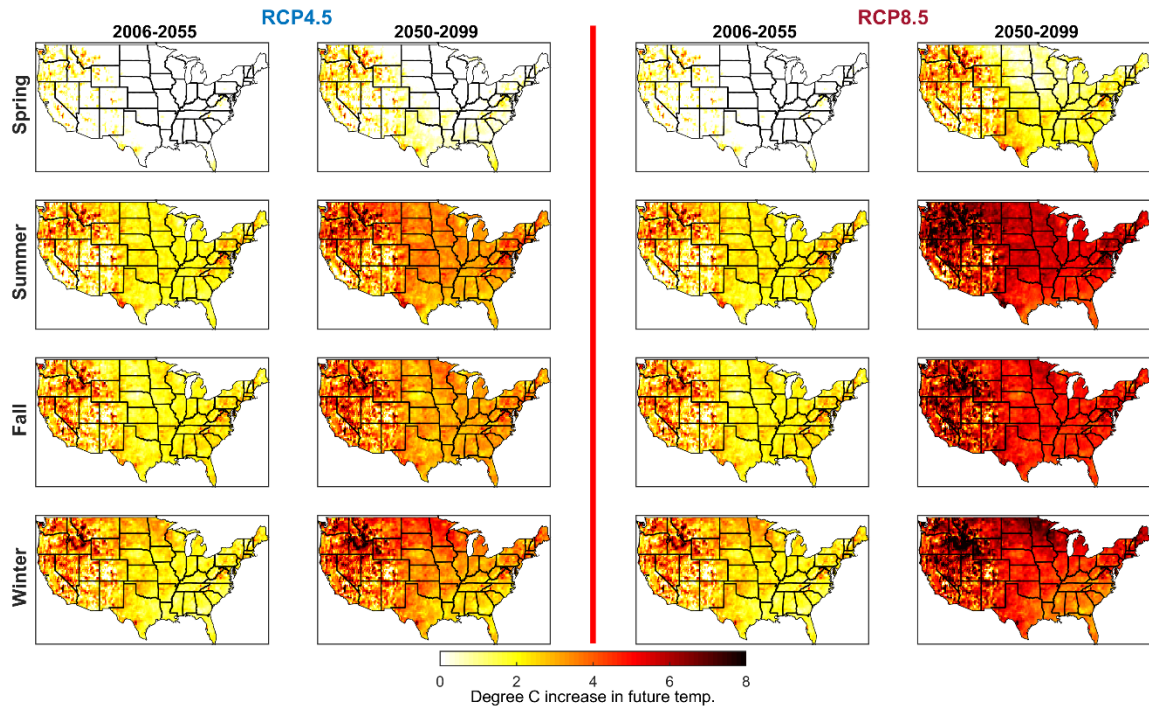 RCP4.5
RCP8.5
2006-2055
2050-2099
2006-2055
2050-2099
Spring
Summer
Fall
Winter
0
2
4
6
8
Degree C increase in future temp.